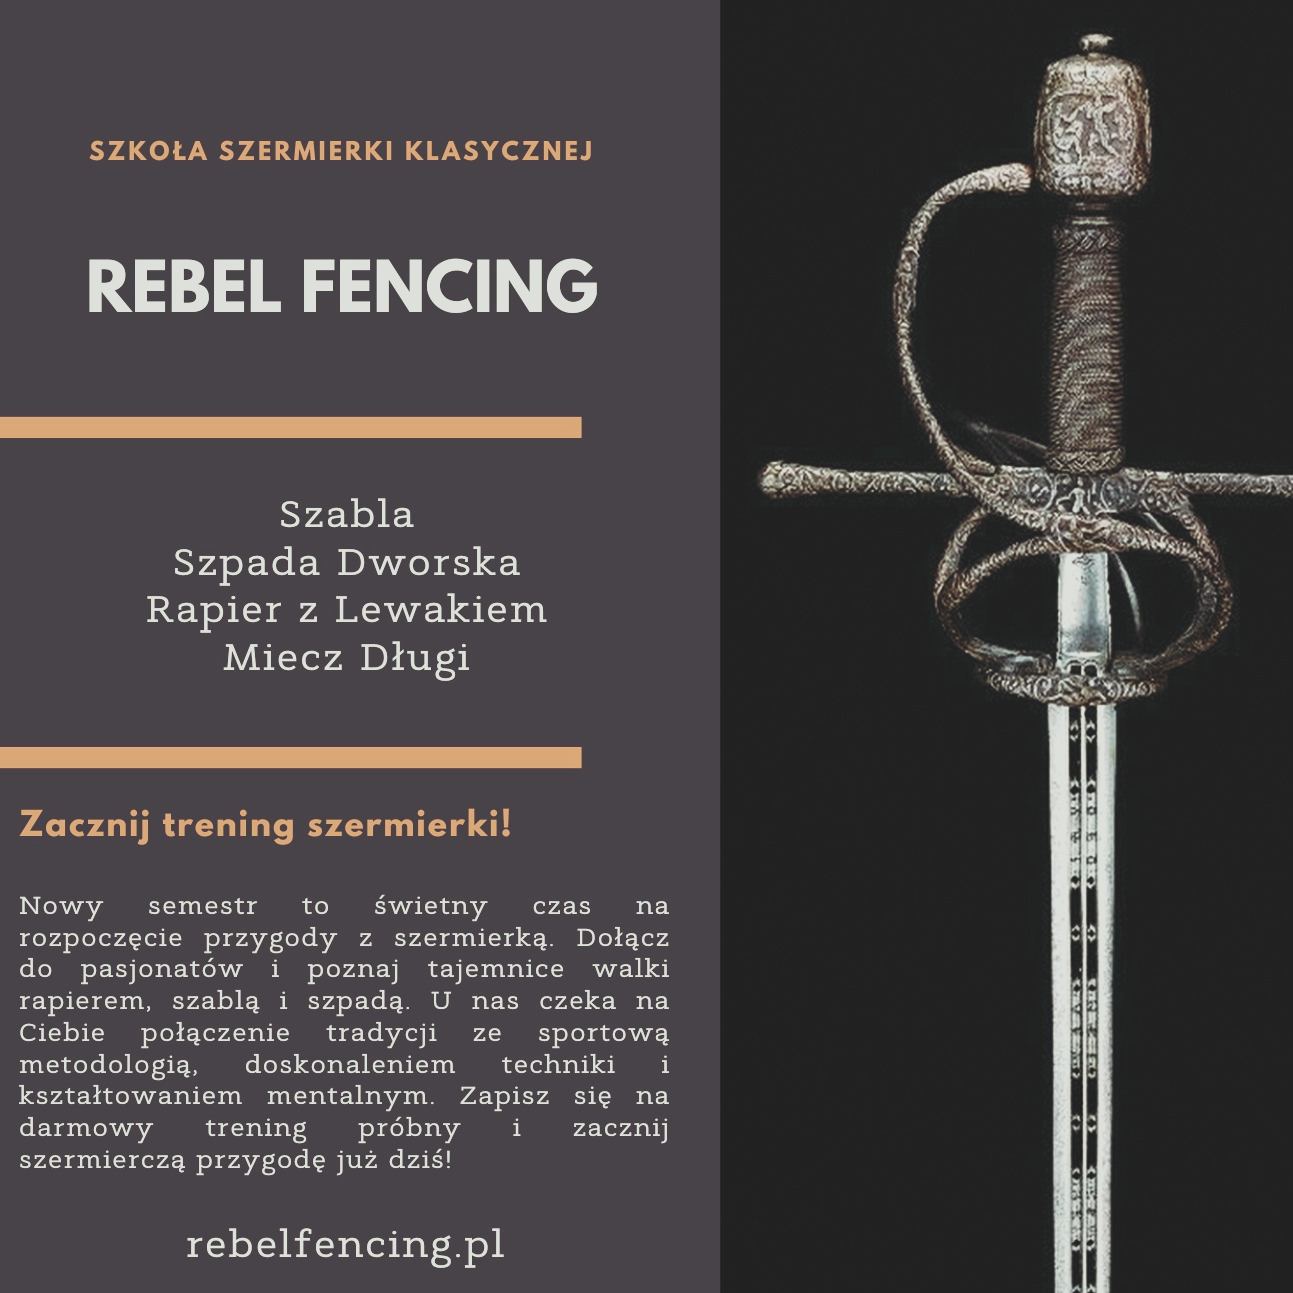 SZKOŁA SZERMIERKI KLASYCZNEJ
REBEL FENCING
Szabla
Szpada Dworska
Rapier z Lewakiem
Miecz Długi
Zacznij trening szermierki!
Nowy semestr to świetny czas na
rozpoczęcie przygody z szermierką. Dołącz
do pasjonatów i poznaj tajemnice walki
rapierem, szablą i szpadą. U nas czeka na
Ciebie połączenie tradycji ze sportową
metodologią, doskonaleniem techniki i
kształtowaniem mentalnym. Zapisz się na
darmowy trening próbny i zacznij
szermierczą przygodę już dziś!
rebelfencing.pl